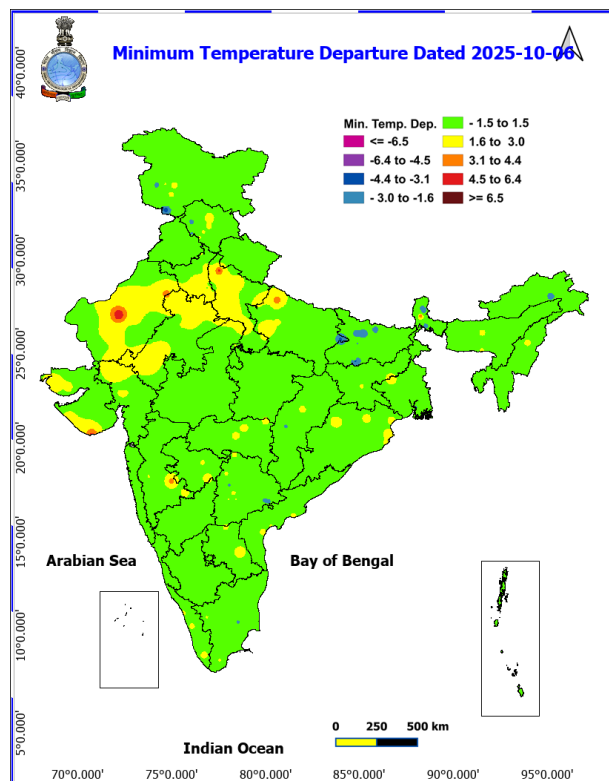 Minimum Temperature Departure Dated 2025-10-06
Min. Temp. Dep.
<= -6.5
-6.4 to -4.5
-4.4 to -3.1
- 3.0 to -1.6
- 1.5 to 1.5
1.6 to 3.0
3.1 to 4.4
4.5 to 6.4
>= 6.5
40°0.000'
35°0.000'
30°0.000'
25°0.000'
20°0.000'
15°0.000'
10°0.000'
5°0.000'
Arabian Sea
Bay of Bengal
Indian Ocean
0 250 500 km
70°0.000' 75°0.000' 80°0.000' 85°0.000' 90°0.000' 95°0.000'